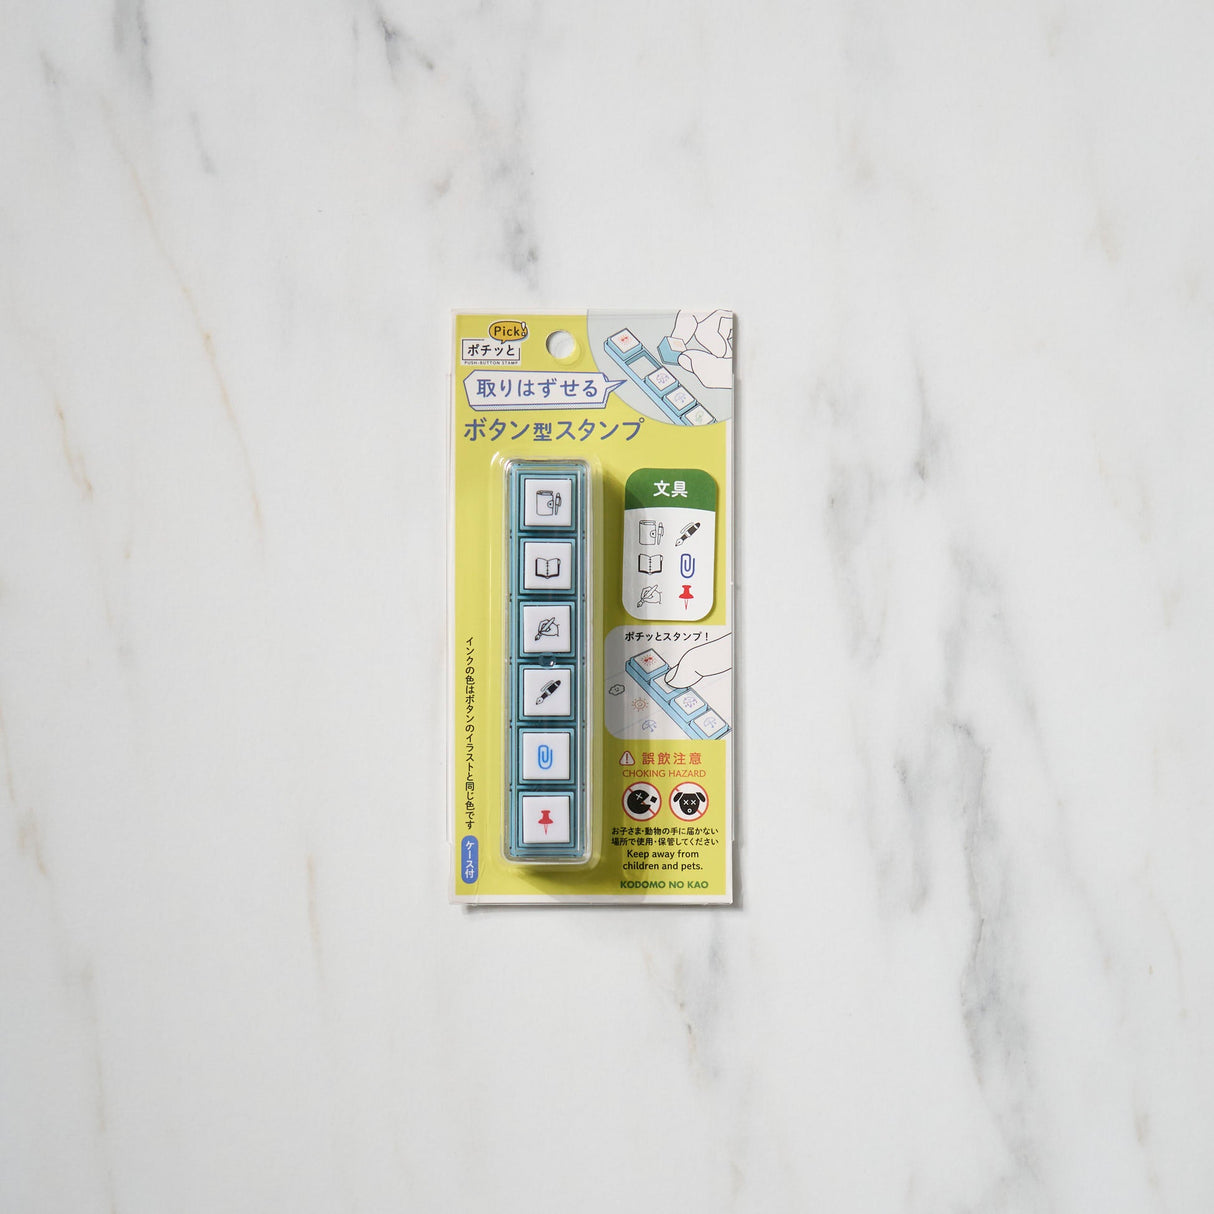 Pick!
ポチッと
PUSH-BUTTON STAMP
取りはずせる
ボタン型スタンプ
文具
ポチッとスタンプ!
インクの色はボタンのイラストと同じ色です
ケース付
誤飲注意
CHOKING HAZARD
お子さま・動物の手に届かない
場所で使用・保管してください
Keep away from
children and pets.
KODOMO NO KAO